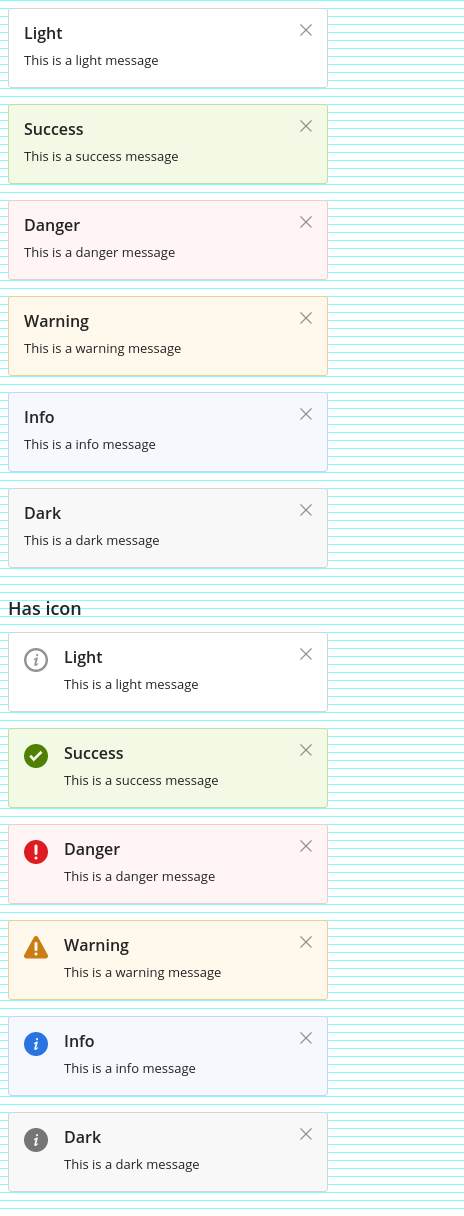 Light
This is a light message
Success
This is a success message
Danger
This is a danger message
Warning
This is a warning message
Info
This is a info message
Dark
This is a dark message
Has icon
Light
This is a light message
Success
This is a success message
Danger
This is a danger message
Warning
This is a warning message
Info
This is a info message
Dark
This is a dark message